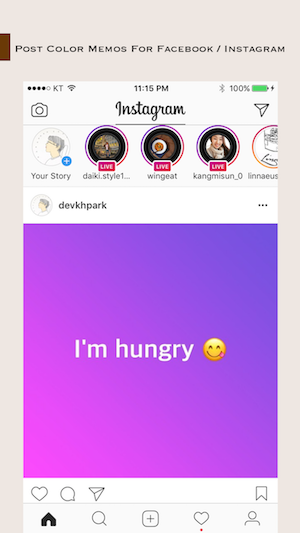 Post Color Memos For Facebook / Instagram
KT 11:15 PM 100%
Instagram
LIVE LIVE LIVE
Your Story daiki.style1... wingeat kangmisun_0 linnaeus
devkhpark
I'm hungry 😋